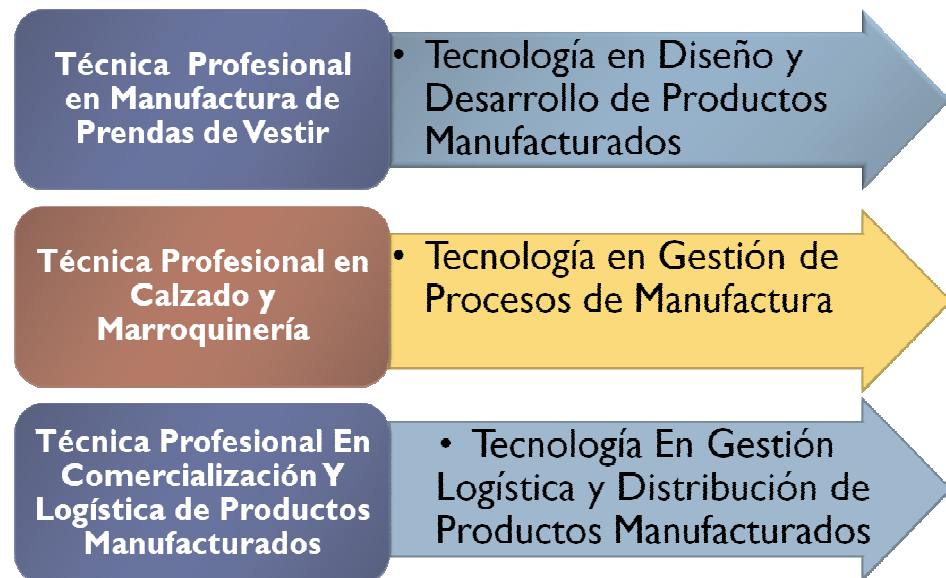 Técnica Profesional
en Manufactura de
Prendas de Vestir
• Tecnología en Diseño y
Desarrollo de Productos
Manufacturados
Técnica Profesional en
Calzado y
Marroquinería
• Tecnología en Gestión de
Procesos de Manufactura
Técnica Profesional En
Comercialización Y
Logística de Productos
Manufacturados
• Tecnología En Gestión
Logística y Distribución de
Productos Manufacturados